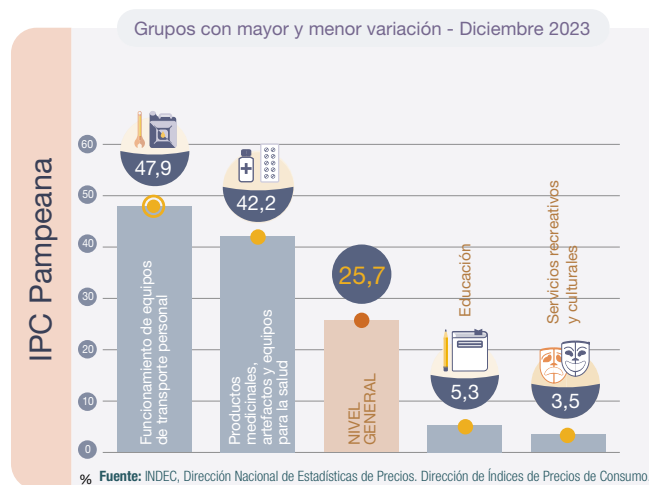 Grupos con mayor y menor variación - Diciembre 2023
IPC Pampeana
60
50
40
30
20
10
0
%
47,9
Funcionamiento de equipos
de transporte personal
42,2
Productos
medicinales,
artefactos y equipos
para la salud
25,7
NIVEL
GENERAL
Educación
5,3
Servicios recreativos
y culturales
3,5
Fuente: INDEC, Dirección Nacional de Estadísticas de Precios. Dirección de Índices de Precios de Consumo